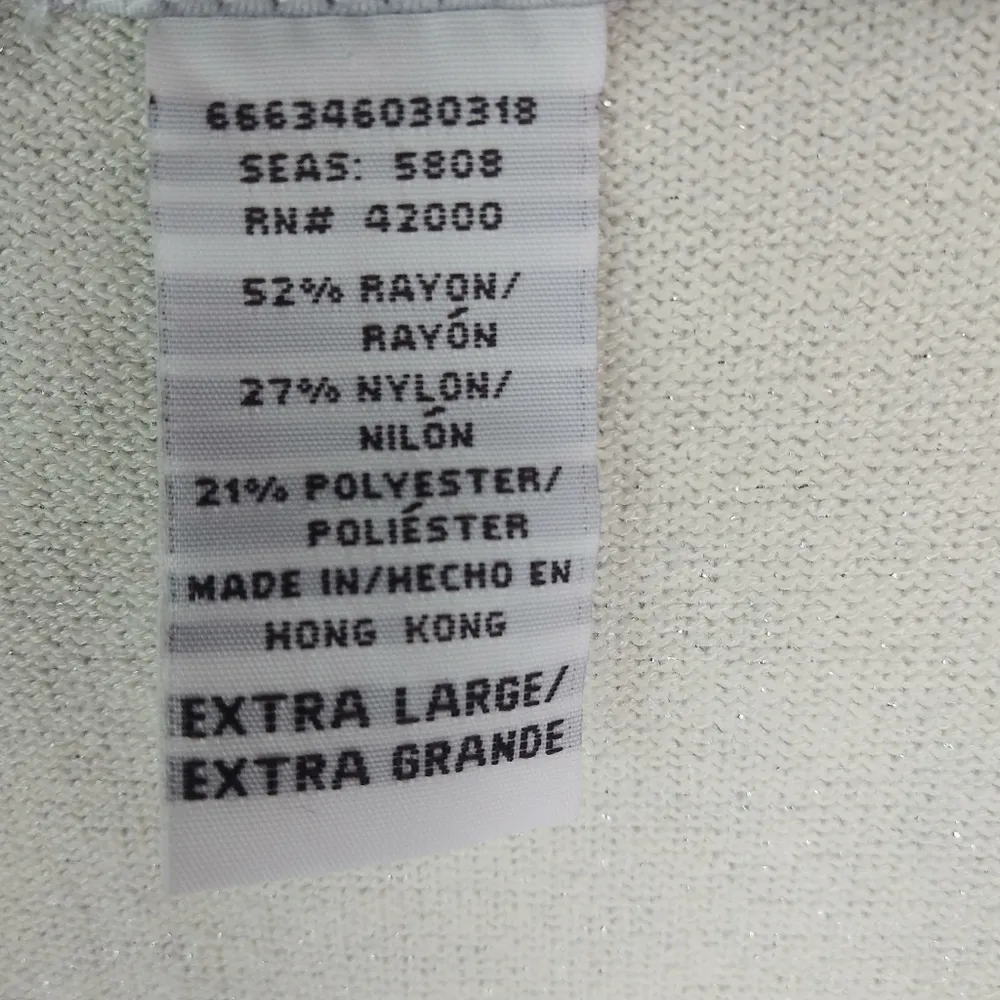 666346030318
SEAS: 5808
RN# 42000
52% RAYON/
RAYÓN
27% NYLON/
NILÓN
21% POLYESTER/
POLIÉSTER
MADE IN/HECHO EN
HONG KONG
EXTRA LARGE/
EXTRA GRANDE